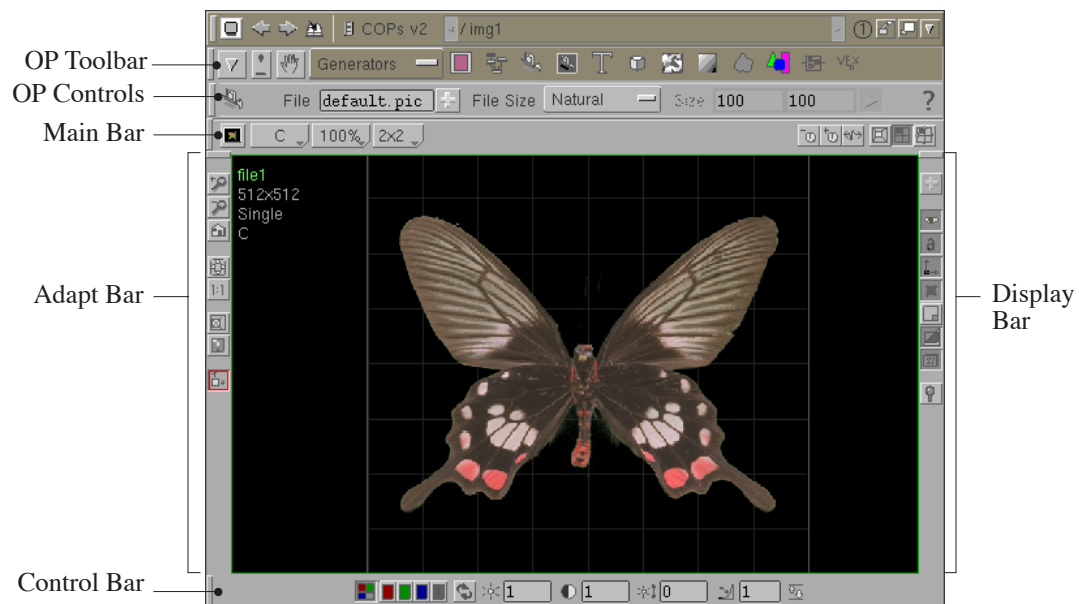 COPs v2 / img1 1
OP Toolbar
Generators T VEX
OP Controls
File default.pic File Size Natural Size 100 100 ?
Main Bar
C 100% 2x2
file1
512x512
Single
C
a
1:1
Adapt Bar
Display
Bar
Control Bar
1 1 0 1